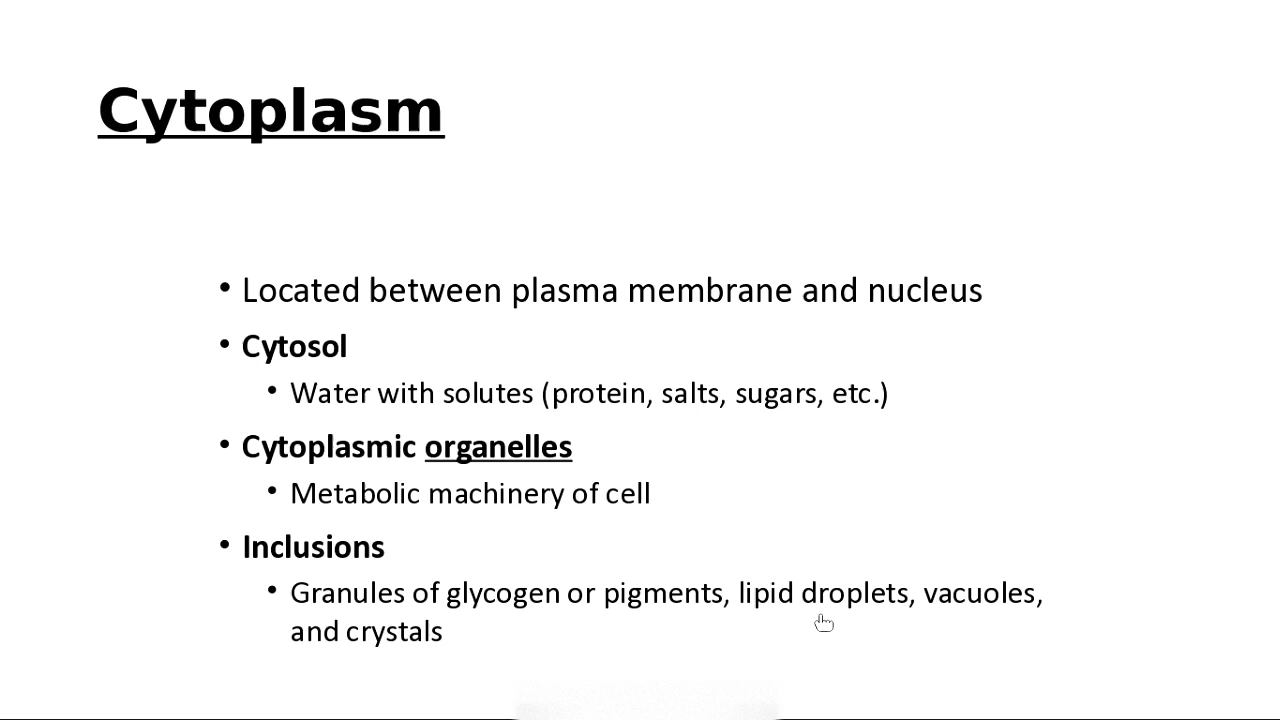 Cytoplasm
• Located between plasma membrane and nucleus
• Cytosol
• Water with solutes (protein, salts, sugars, etc.)
• Cytoplasmic organelles
• Metabolic machinery of cell
• Inclusions
• Granules of glycogen or pigments, lipid droplets, vacuoles,
and crystals